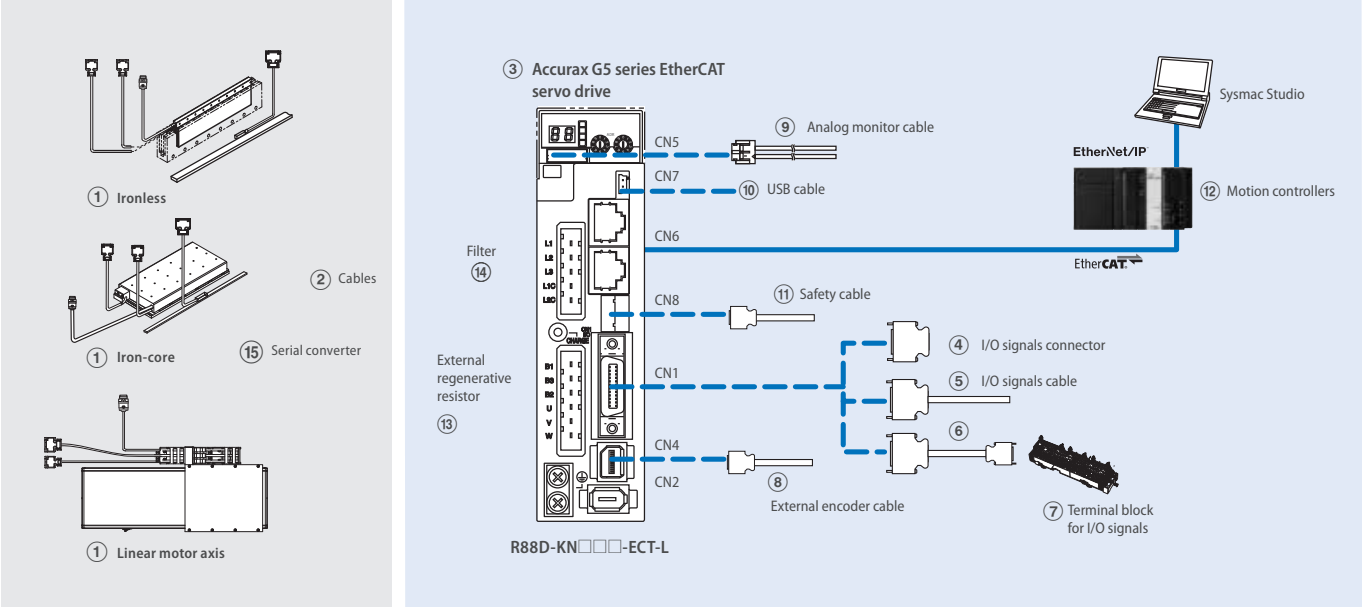 ① Ironless
② Cables
① Iron-core
⑮ Serial converter
① Linear motor axis
③ Accurax G5 series EtherCAT
servo drive
88
CN5
⑨ Analog monitor cable
CN7
⑩ USB cable
CN6
Sysmac Studio
EtherNet/IP
⑫ Motion controllers
EtherCAT
Filter
⑭
L1
L2
L3
L1C
L2C
CN8
⑪ Safety cable
CHARGE
External
regenerative
resistor
⑬
B1
B3
B2
U
V
W
CN1
④ I/O signals connector
⑤ I/O signals cable
⑥
CN4
CN2
⑧
External encoder cable
⑦ Terminal block
for I/O signals
R88D-KN□□□-ECT-L